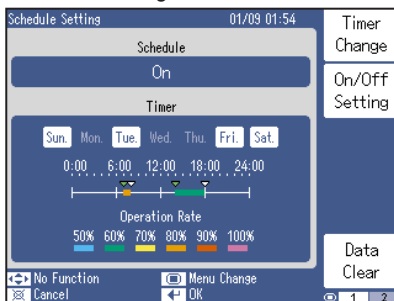 Schedule Setting 01/09 01:54
Timer
Change
Schedule
On
On/Off
Setting
Timer
Sun. Mon. Tue. Wed. Thu. Fri. Sat.
0:00 6:00 12:00 18:00 24:00
Operation Rate
50% 60% 70% 80% 90% 100%
Data
Clear
No Function Menu Change
Cancel OK
1 2